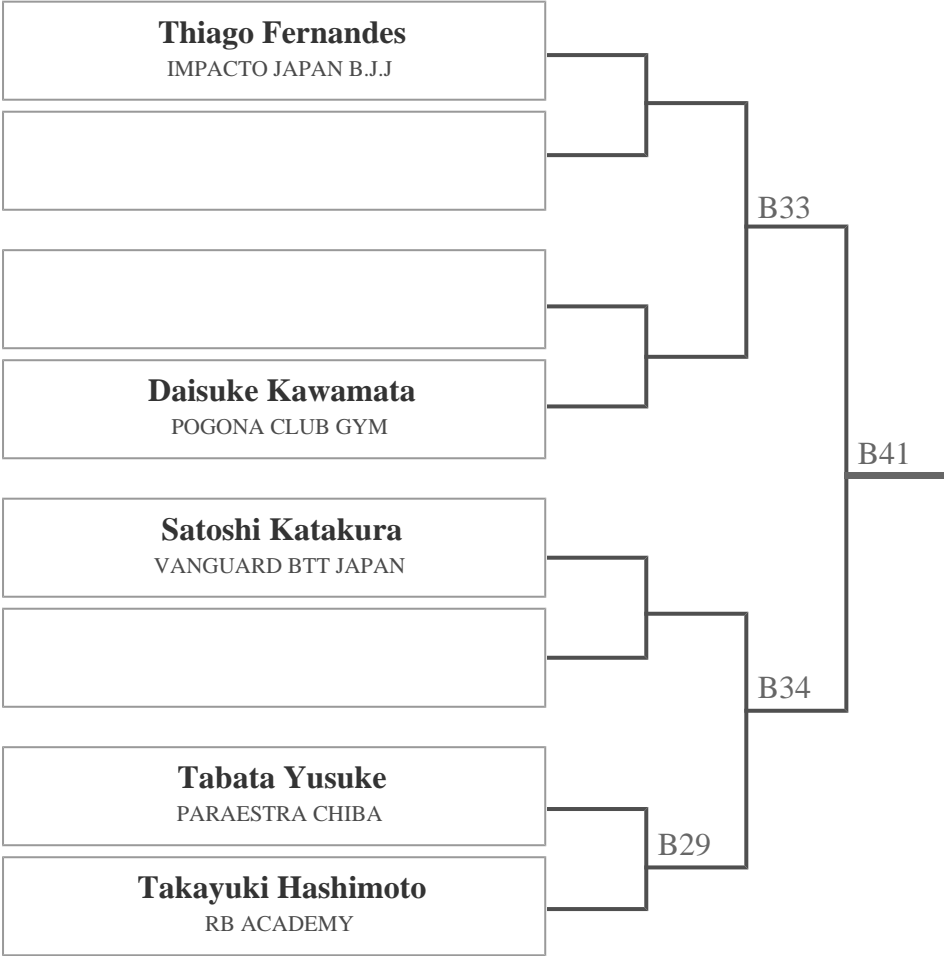 Thiago Fernandes
IMPACTO JAPAN B.J.J
B33
Daisuke Kawamata
POGONA CLUB GYM
B41
Satoshi Katakura
VANGUARD BTT JAPAN
B34
Tabata Yusuke
PARAESTRA CHIBA
B29
Takayuki Hashimoto
RB ACADEMY